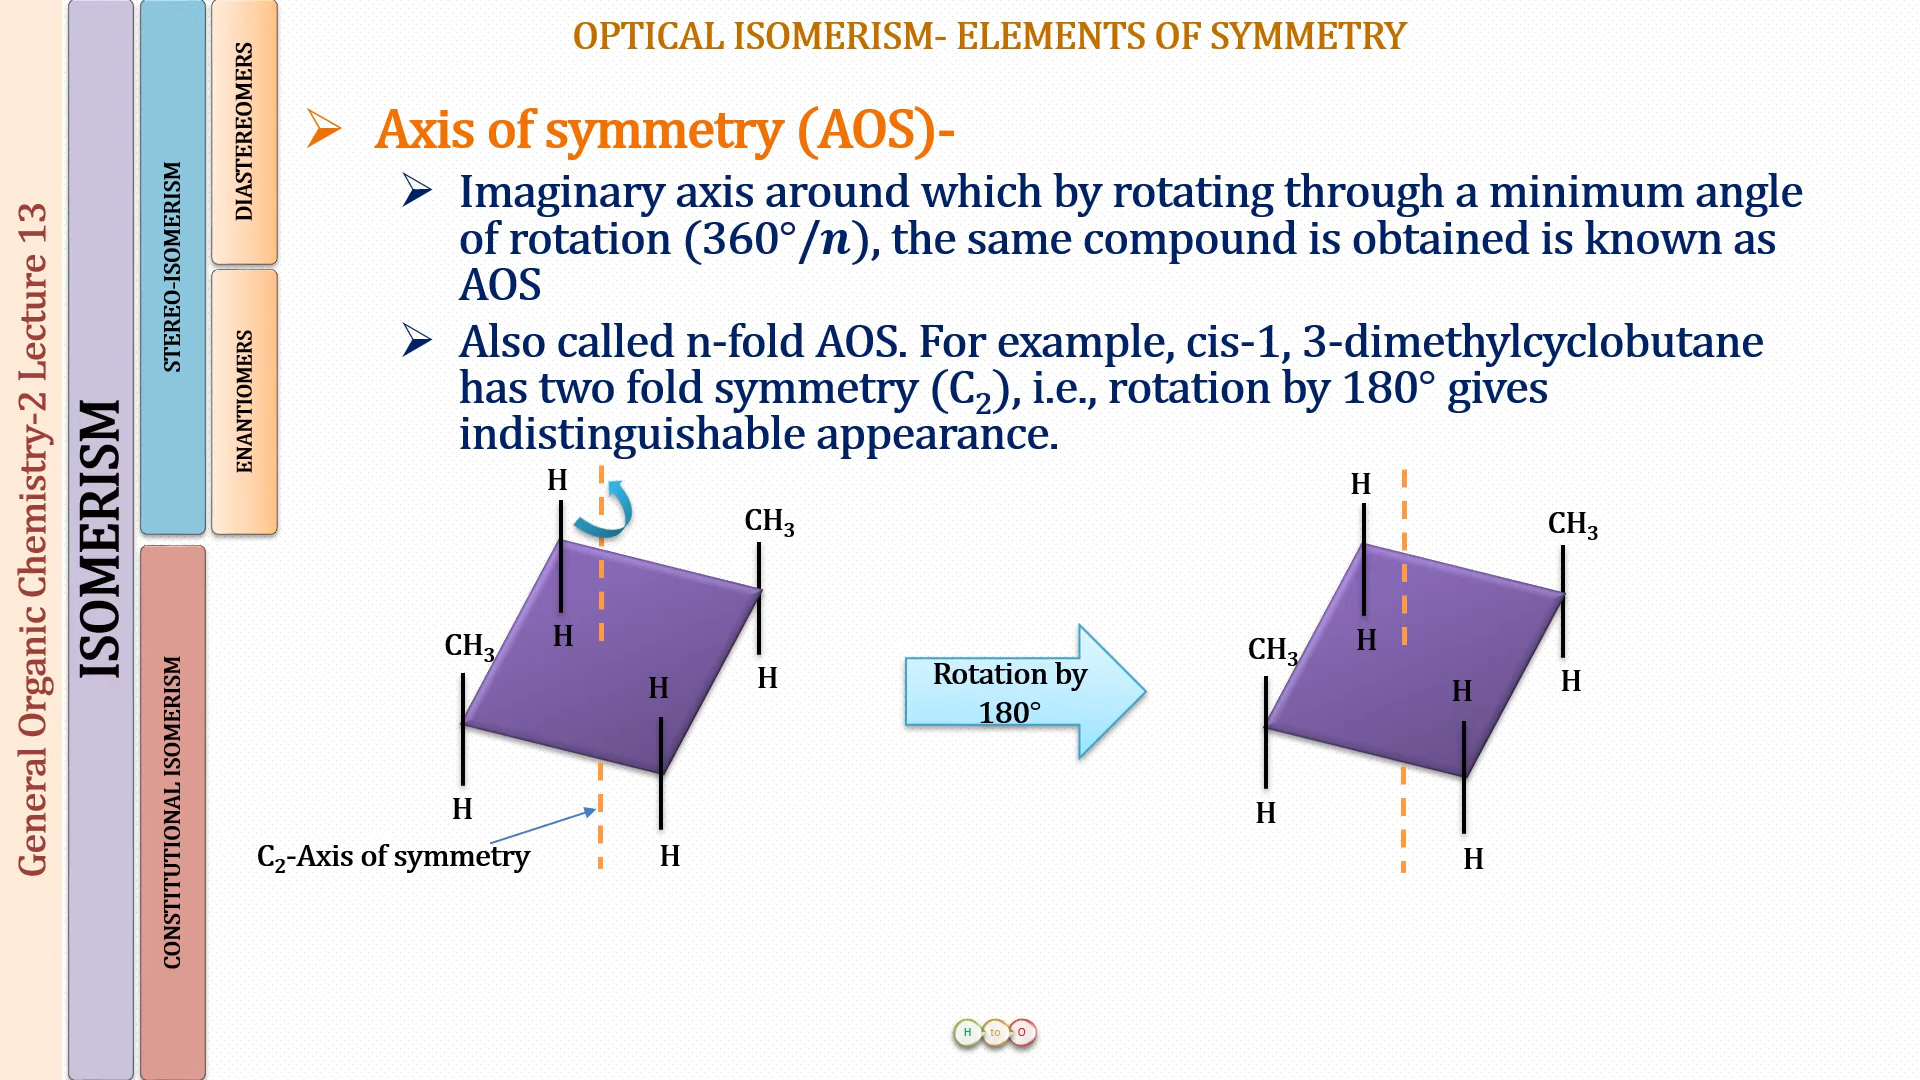 OPTICAL ISOMERISM- ELEMENTS OF SYMMETRY
General Organic Chemistry-2 Lecture 13
ISOMERISM
STEREO-ISOMERISM
CONSTITUTIONAL ISOMERISM
DIASTEREOMERS
ENANTIOMERS
➢ Axis of symmetry (AOS)-
➢ Imaginary axis around which by rotating through a minimum angle
of rotation (360°/n), the same compound is obtained is known as
AOS
➢ Also called n-fold AOS. For example, cis-1, 3-dimethylcyclobutane
has two fold symmetry (C₂), i.e., rotation by 180° gives
indistinguishable appearance.
H
CH₃
H
CH₃
H
H
H
H
C₂-Axis of symmetry
Rotation by
180°
H
CH₃
H
CH₃
H
H
H
H
H to O